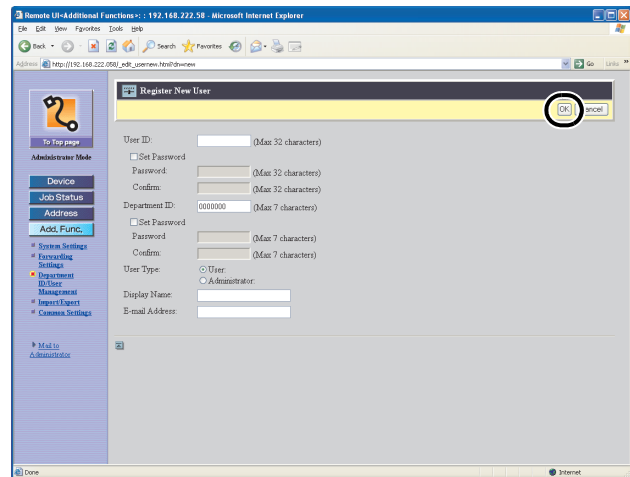 Remote UI<Additional Functions>: : 192.168.222.58 - Microsoft Internet Explorer
File Edit View Favorites Tools Help
Back Search Favorites
Address http://192.168.222.058/_edit_usernew.html?dn=new Go Links »
Register New User
OK Cancel
To Top page
Administrator Mode
Device
Job Status
Address
Add. Func.
System Settings
Forwarding
Settings
Department
ID/User
Management
Import/Export
Common Settings
Mail to
Administrator
User ID: (Max 32 characters)
Set Password
Password: (Max 32 characters)
Confirm: (Max 32 characters)
Department ID: 0000000 (Max 7 characters)
Set Password
Password (Max 7 characters)
Confirm: (Max 7 characters)
User Type: User:
Administrator:
Display Name:
E-mail Address:
Done Internet